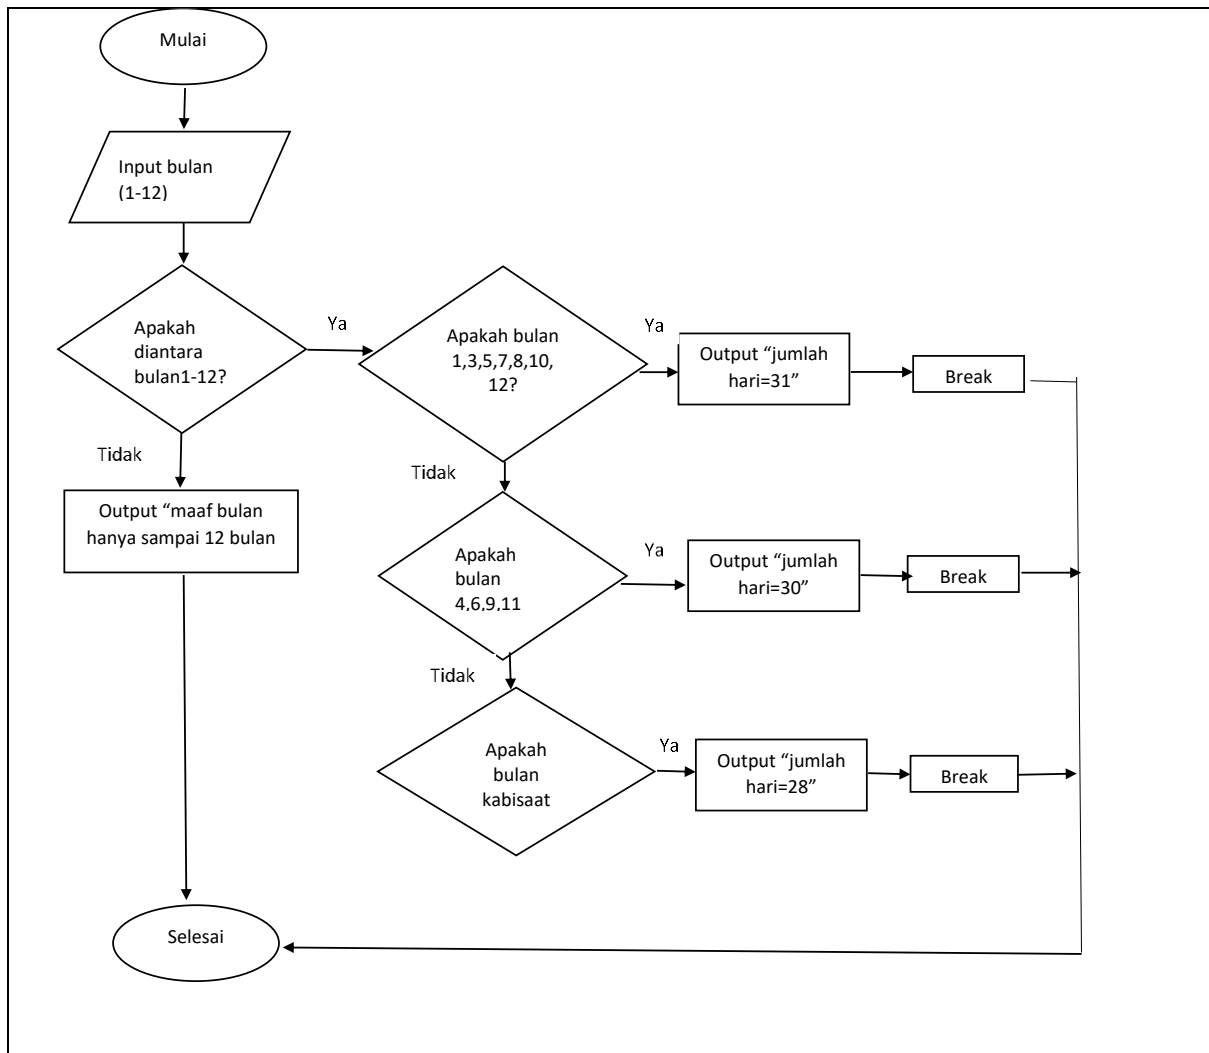 Mulai
Input bulan
(1-12)
Apakah
diantara
bulan1-12?
Ya
Apakah bulan
1,3,5,7,8,10,
12?
Ya
Output “jumlah
hari=31”
Break
Tidak
Output “maaf bulan
hanya sampai 12 bulan
Tidak
Apakah
bulan
4,6,9,11
Ya
Output “jumlah
hari=30”
Break
Tidak
Apakah
bulan
kabisaat
Ya
Output “jumlah
hari=28”
Break
Selesai